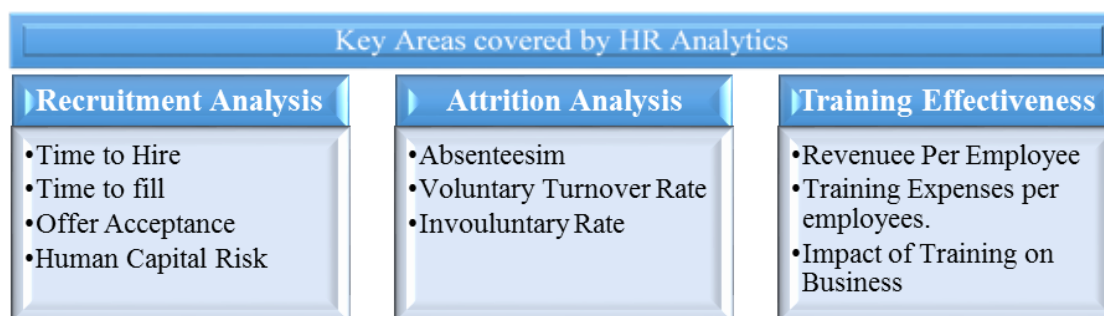 Key Areas covered by HR Analytics
Recruitment Analysis
•Time to Hire
•Time to fill
•Offer Acceptance
•Human Capital Risk
Attrition Analysis
•Absenteesim
•Voluntary Turnover Rate
•Invouluntary Rate
Training Effectiveness
•Revenuee Per Employee
•Training Expenses per
employees.
•Impact of Training on
Business